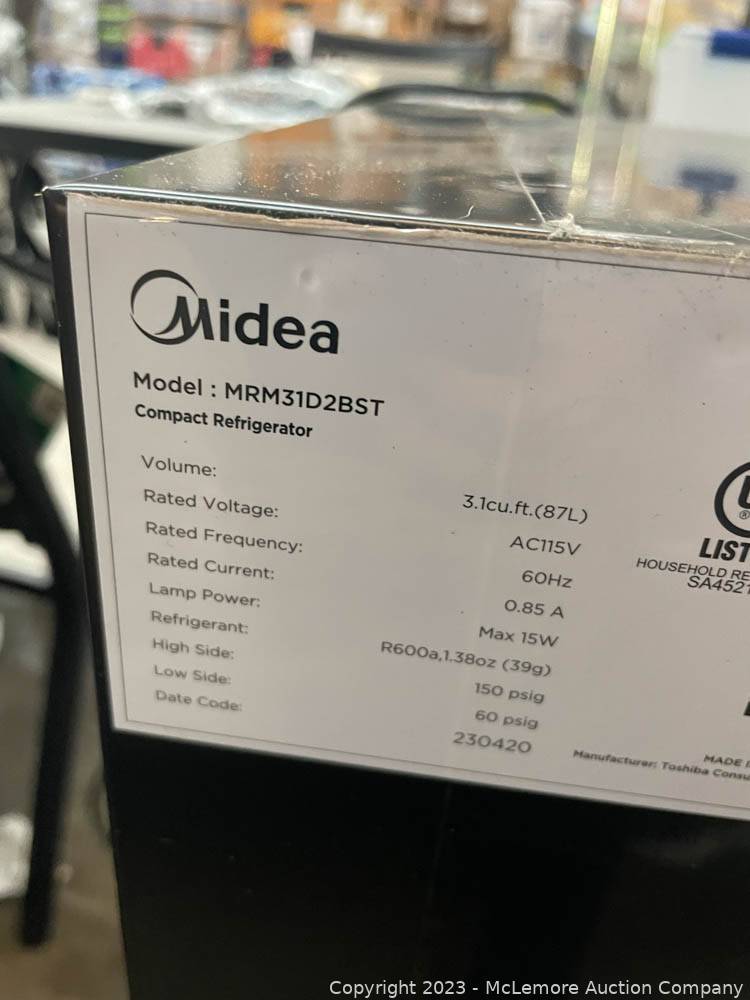 Midea
Model : MRM31D2BST
Compact Refrigerator
Volume: 3.1cu.ft.(87L)
Rated Voltage: AC115V
Rated Frequency: 60Hz
Rated Current: 0.85 A
Lamp Power: Max 15W
Refrigerant: R600a,1.38oz (39g)
High Side: 150 psig
Low Side: 60 psig
Date Code: 230420
LIST
HOUSEHOLD RE
SA4521
MADE I
Manufacturer: Toshiba Consu
Copyright 2023 - McLemore Auction Company